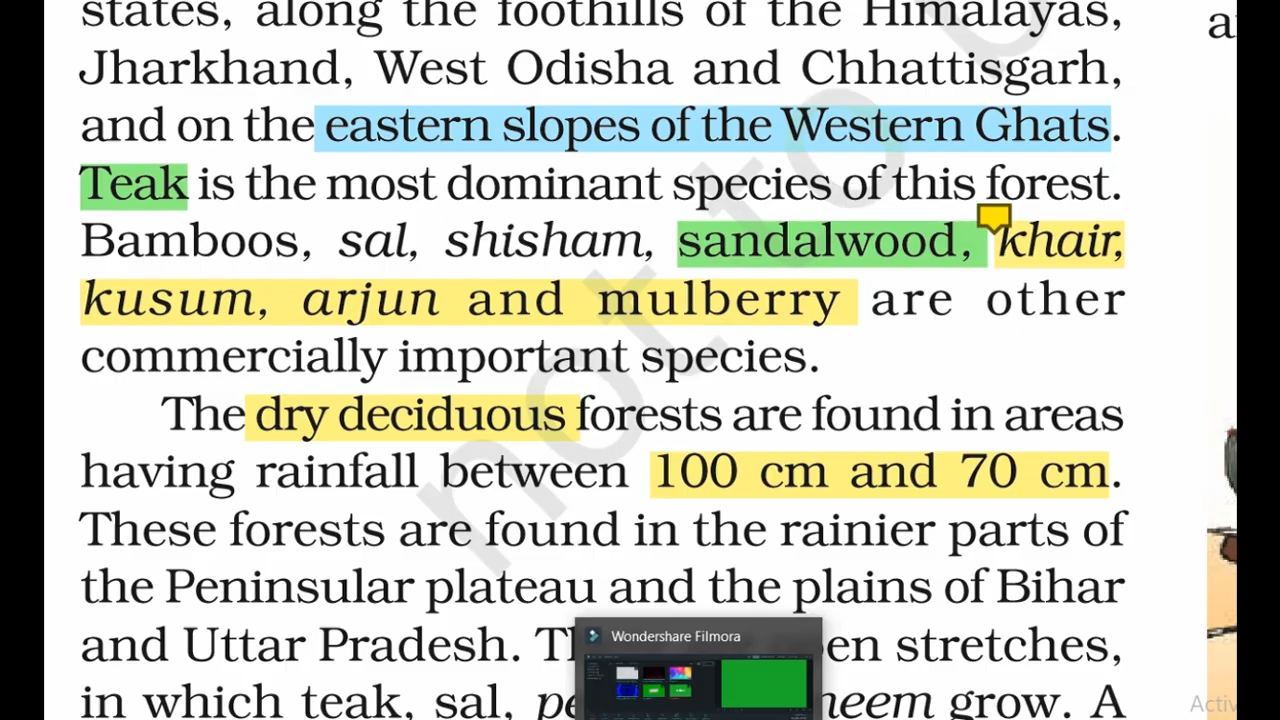 states, along the foothills of the Himalayas,
Jharkhand, West Odisha and Chhattisgarh,
and on the eastern slopes of the Western Ghats.
Teak is the most dominant species of this forest.
Bamboos, sal, shisham, sandalwood, khair,
kusum, arjun and mulberry are other
commercially important species.
The dry deciduous forests are found in areas
having rainfall between 100 cm and 70 cm.
These forests are found in the rainier parts of
the Peninsular plateau and the plains of Bihar
and Uttar Pradesh. stretches,
in which teak, sal, neem grow. A
Wondershare Filmora
not to